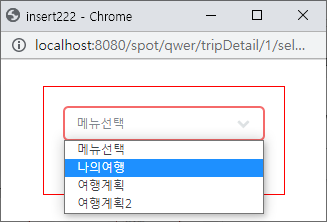 insert222 - Chrome
localhost:8080/spot/qwer/tripDetail/1/sel...
메뉴선택
메뉴선택
나의여행
여행계획
여행계획2